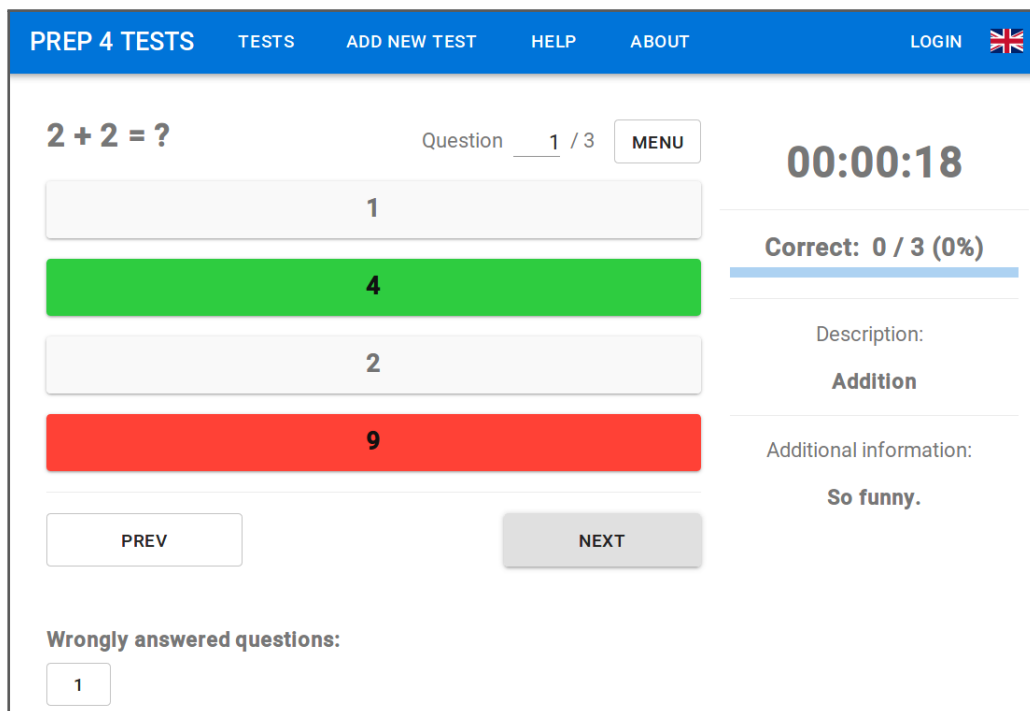 PREP 4 TESTS TESTS ADD NEW TEST HELP ABOUT LOGIN
2 + 2 = ?
Question 1 / 3 MENU
1
4
2
9
PREV NEXT
Wrongly answered questions:
1
00:00:18
Correct: 0 / 3 (0%)
Description:
Addition
Additional information:
So funny.